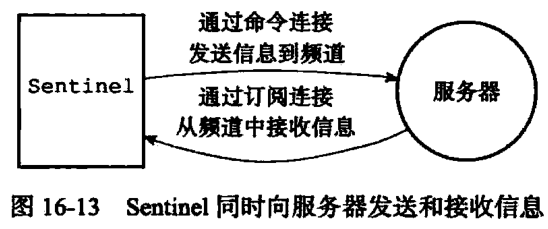 通过命令连接
发送信息到频道
Sentinel
通过订阅连接
从频道中接收信息
服务器
图 16-13 Sentinel 同时向服务器发送和接收信息